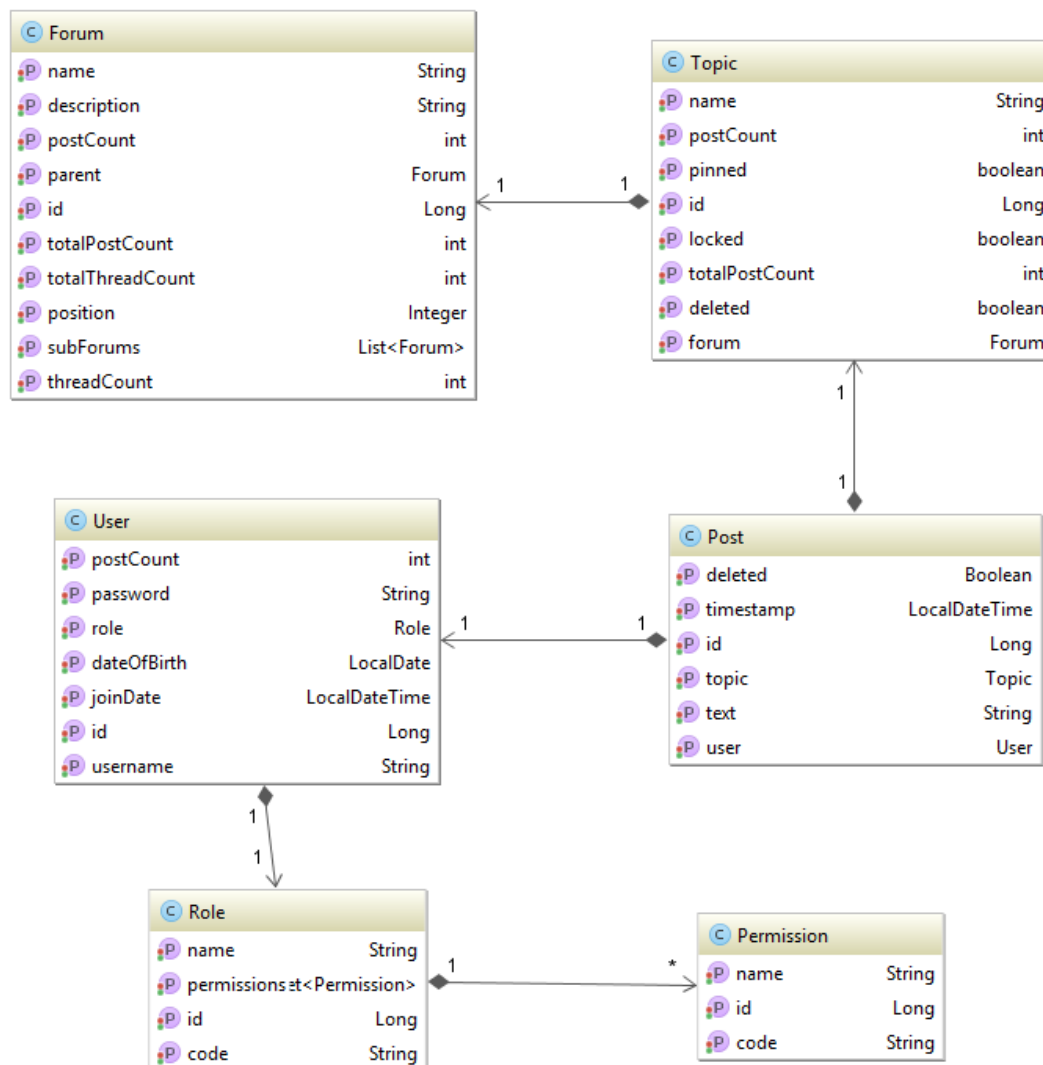 C Forum
P name String
P description String
P postCount int
P parent Forum
P id Long
P totalPostCount int
P totalThreadCount int
P position Integer
P subForums List<Forum>
P threadCount int
C Topic
P name String
P postCount int
P pinned boolean
P id Long
P locked boolean
P totalPostCount int
P deleted boolean
P forum Forum
1 1
1
1
C User
P postCount int
P password String
P role Role
P dateOfBirth LocalDate
P joinDate LocalDateTime
P id Long
P username String
1 1
C Post
P deleted Boolean
P timestamp LocalDateTime
P id Long
P topic Topic
P text String
P user User
1
1
C Role
P name String
P permissions et<Permission>
P id Long
P code String
1 *
C Permission
P name String
P id Long
P code String